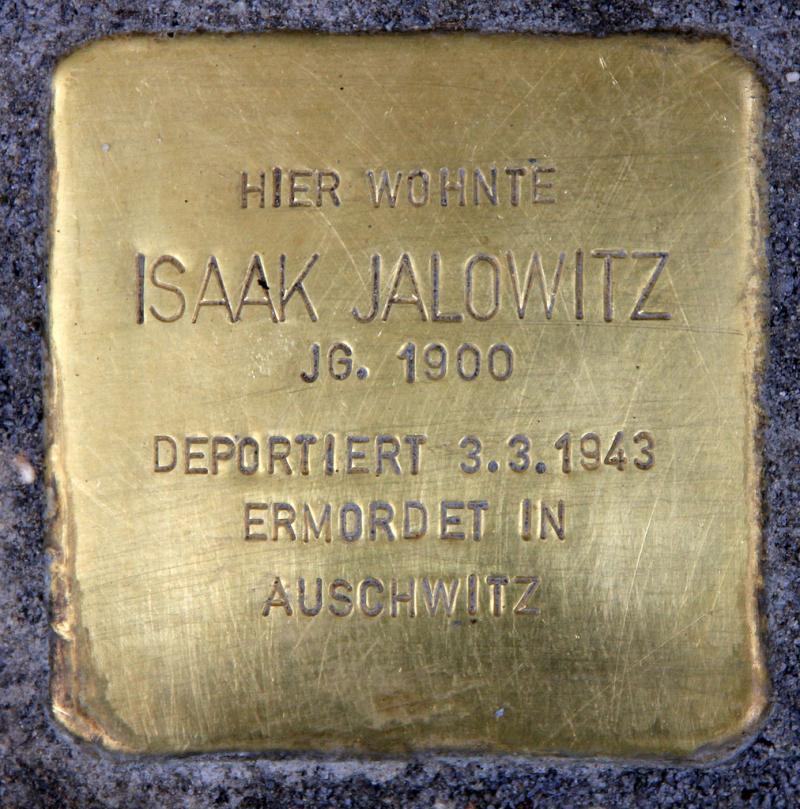 HIER WOHNTE
ISAAK JALOWITZ
JG. 1900
DEPORTIERT 3.3.1943
ERMORDET IN
AUSCHWITZ